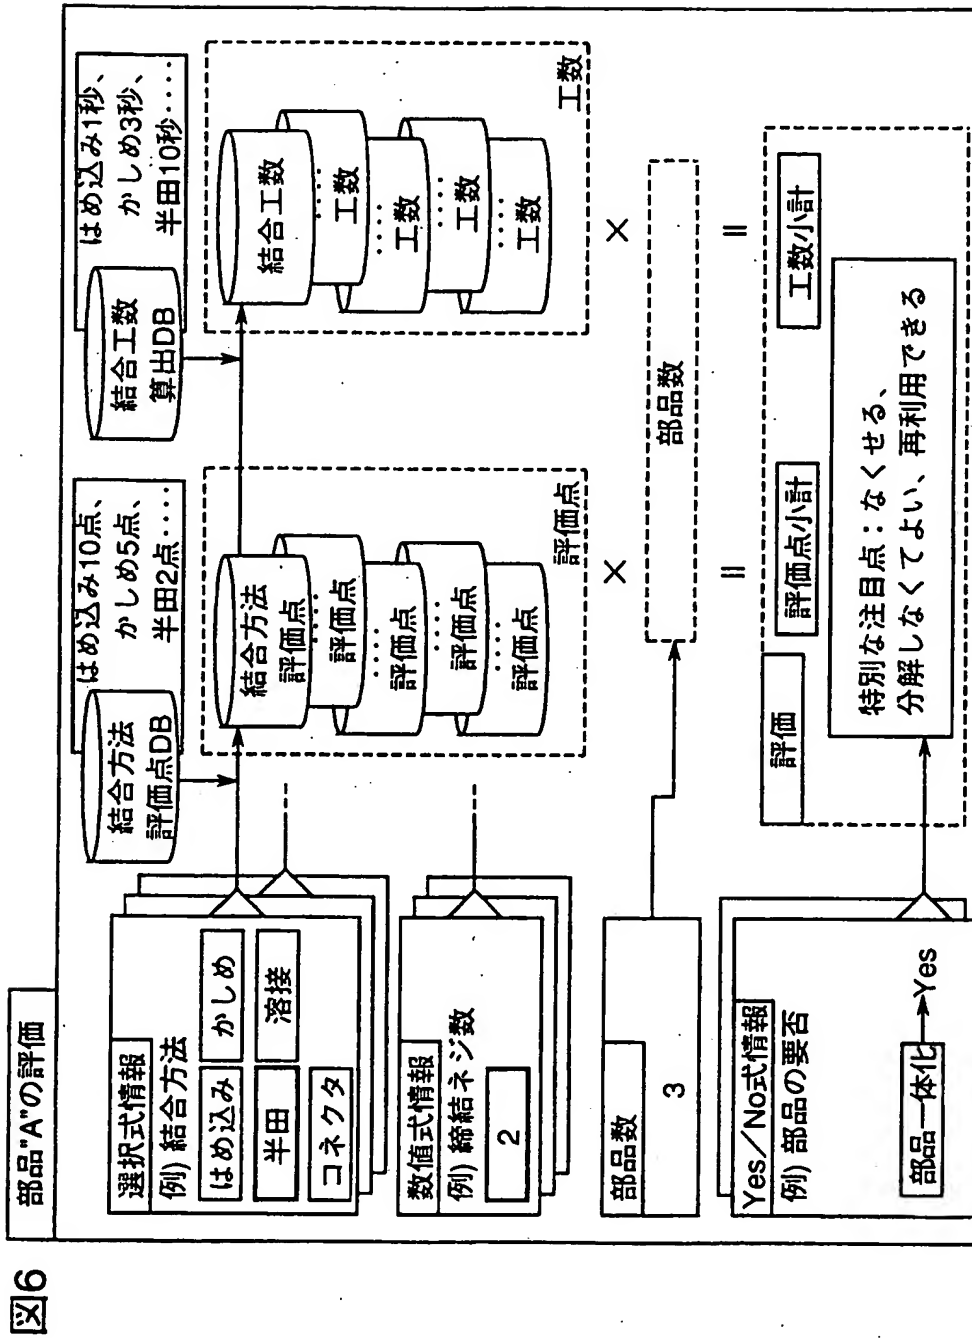 図6
部品"A"の評価
選択式情報
例) 結合方法
はめ込み
かしめ
半田
溶接
コネクタ
数値式情報
例) 締結ネジ数
2
部品数
3
Yes/No式情報
例) 部品の要否
部品一体化
Yes
結合方法
評価点DB
はめ込み10点、
かしめ5点、
半田2点‥‥
結合方法
評価点
‥‥
評価点
‥‥
評価点
‥‥
評価点
‥‥
評価点
評価点
結合工数
算出DB
はめ込み1秒、
かしめ3秒、
半田10秒‥‥
結合工数
‥‥
工数
‥‥
工数
‥‥
工数
‥‥
工数
工数
×
×
部品数
=
=
評価
評価点小計
工数小計
特別な注目点：なくせる、
分解しなくてよい、再利用できる